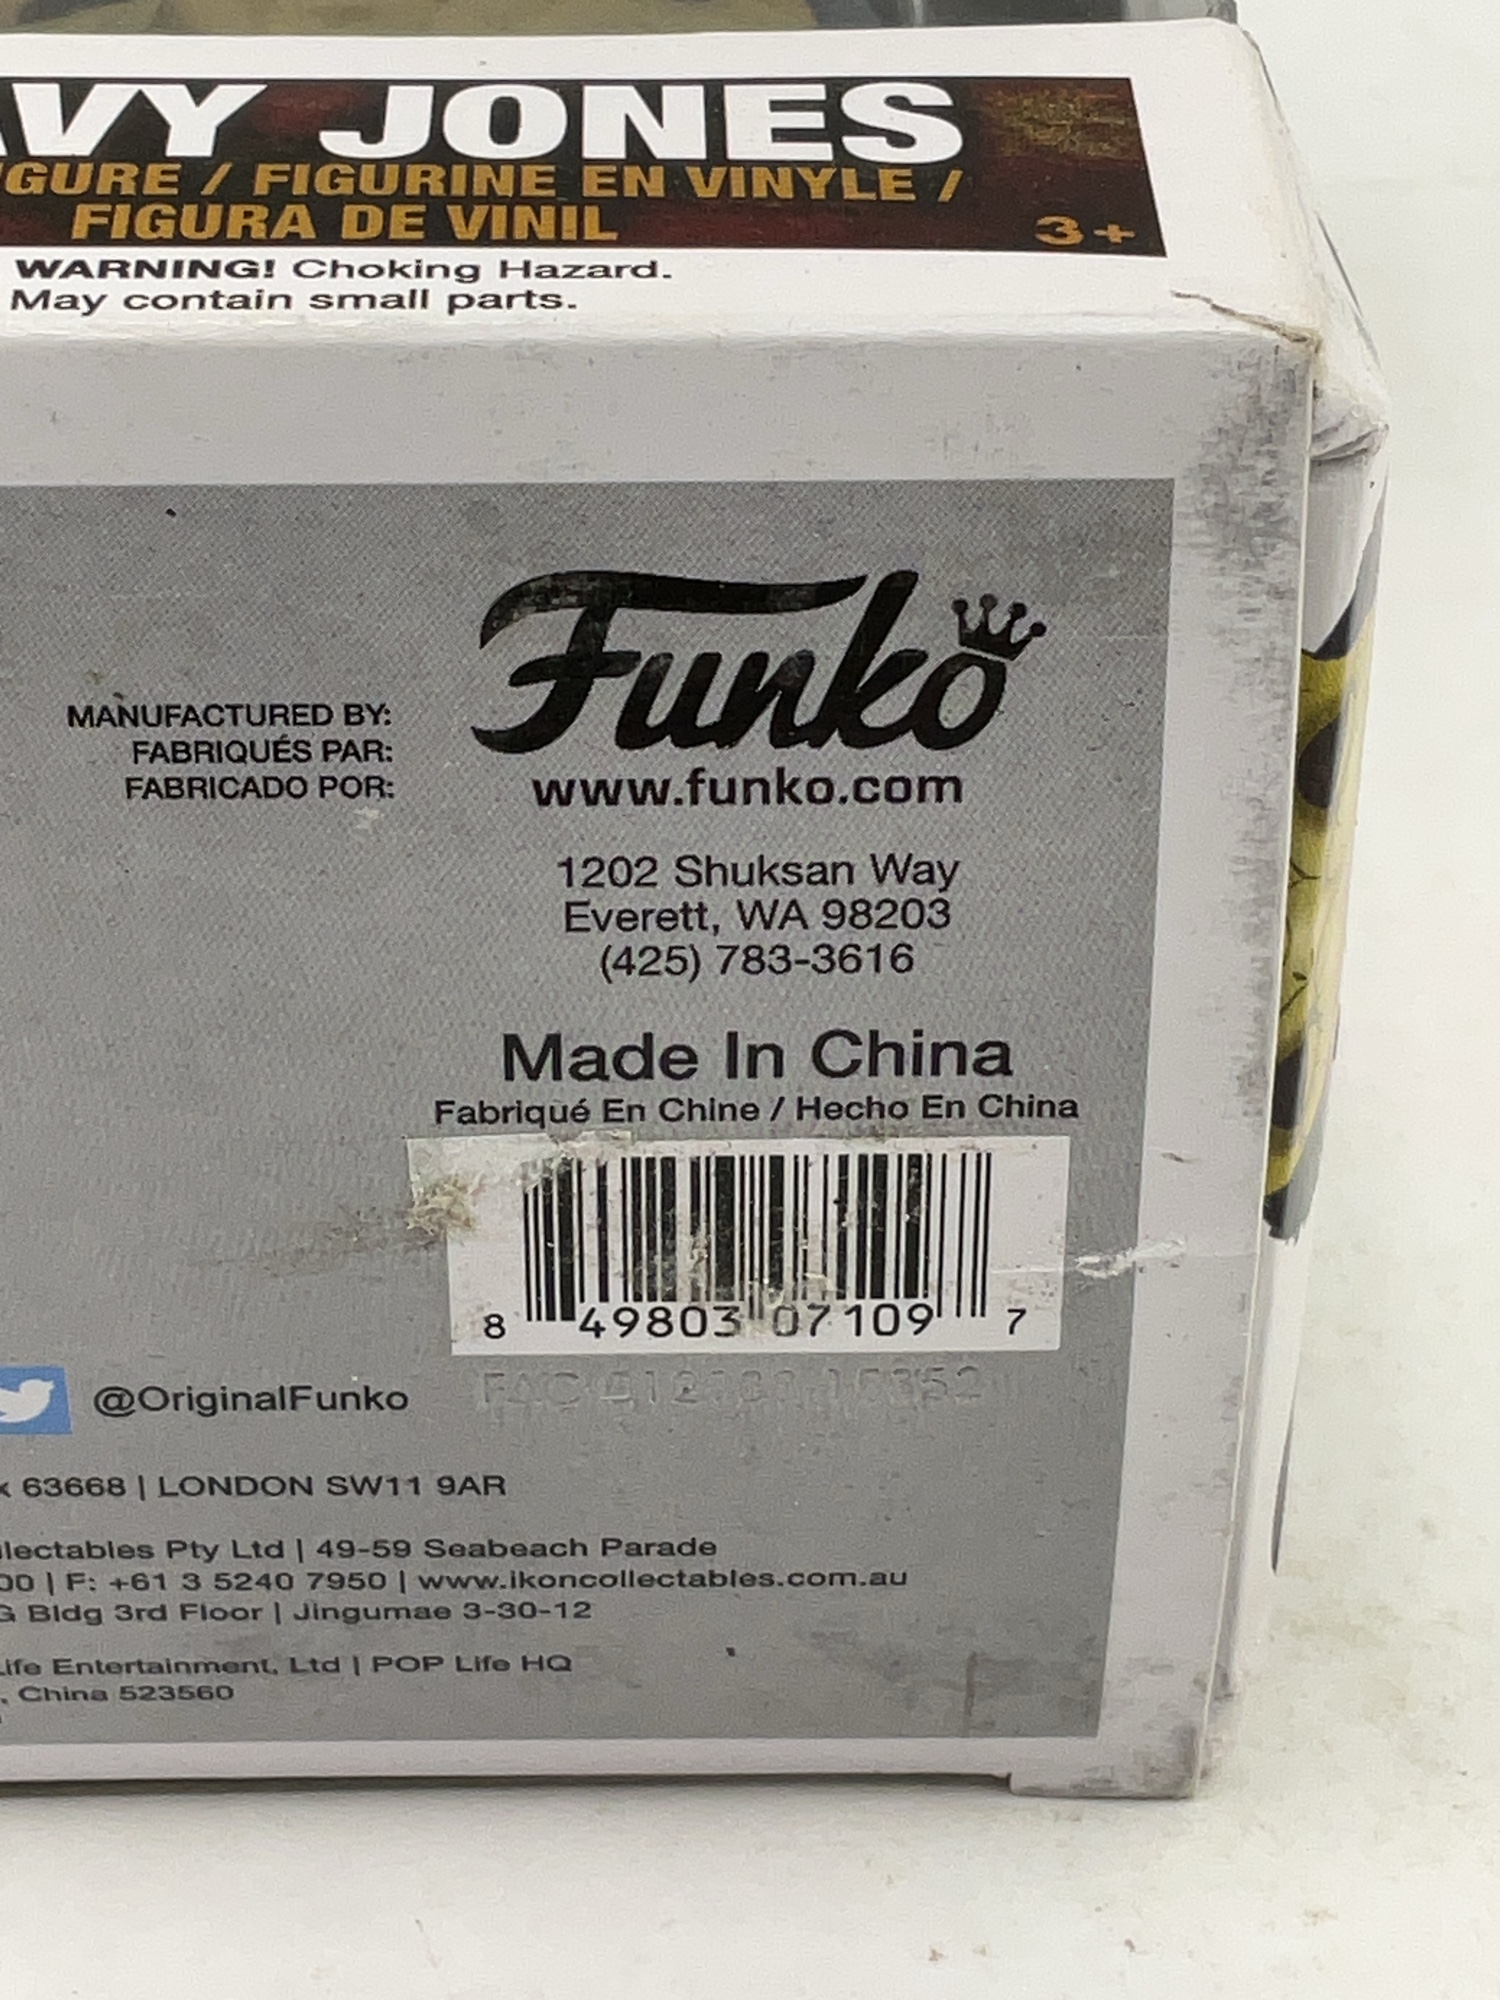 AVY JONES
GURE / FIGURINE EN VINYLE /
FIGURA DE VINIL
3+
WARNING! Choking Hazard.
May contain small parts.
Funko
www.funko.com
MANUFACTURED BY:
FABRIQUÉS PAR:
FABRICADO POR:
1202 Shuksan Way
Everett, WA 98203
(425) 783-3616
Made In China
Fabriqué En Chine / Hecho En China
8 49803 07109 7
@OriginalFunko
63668 | LONDON SW11 9AR
llectables Pty Ltd | 49-59 Seabeach Parade
00 | F: +61 3 5240 7950 | www.ikoncollectables.com.au
G Bldg 3rd Floor | Jingumae 3-30-12
Life Entertainment, Ltd | POP Life HQ
, China 523560